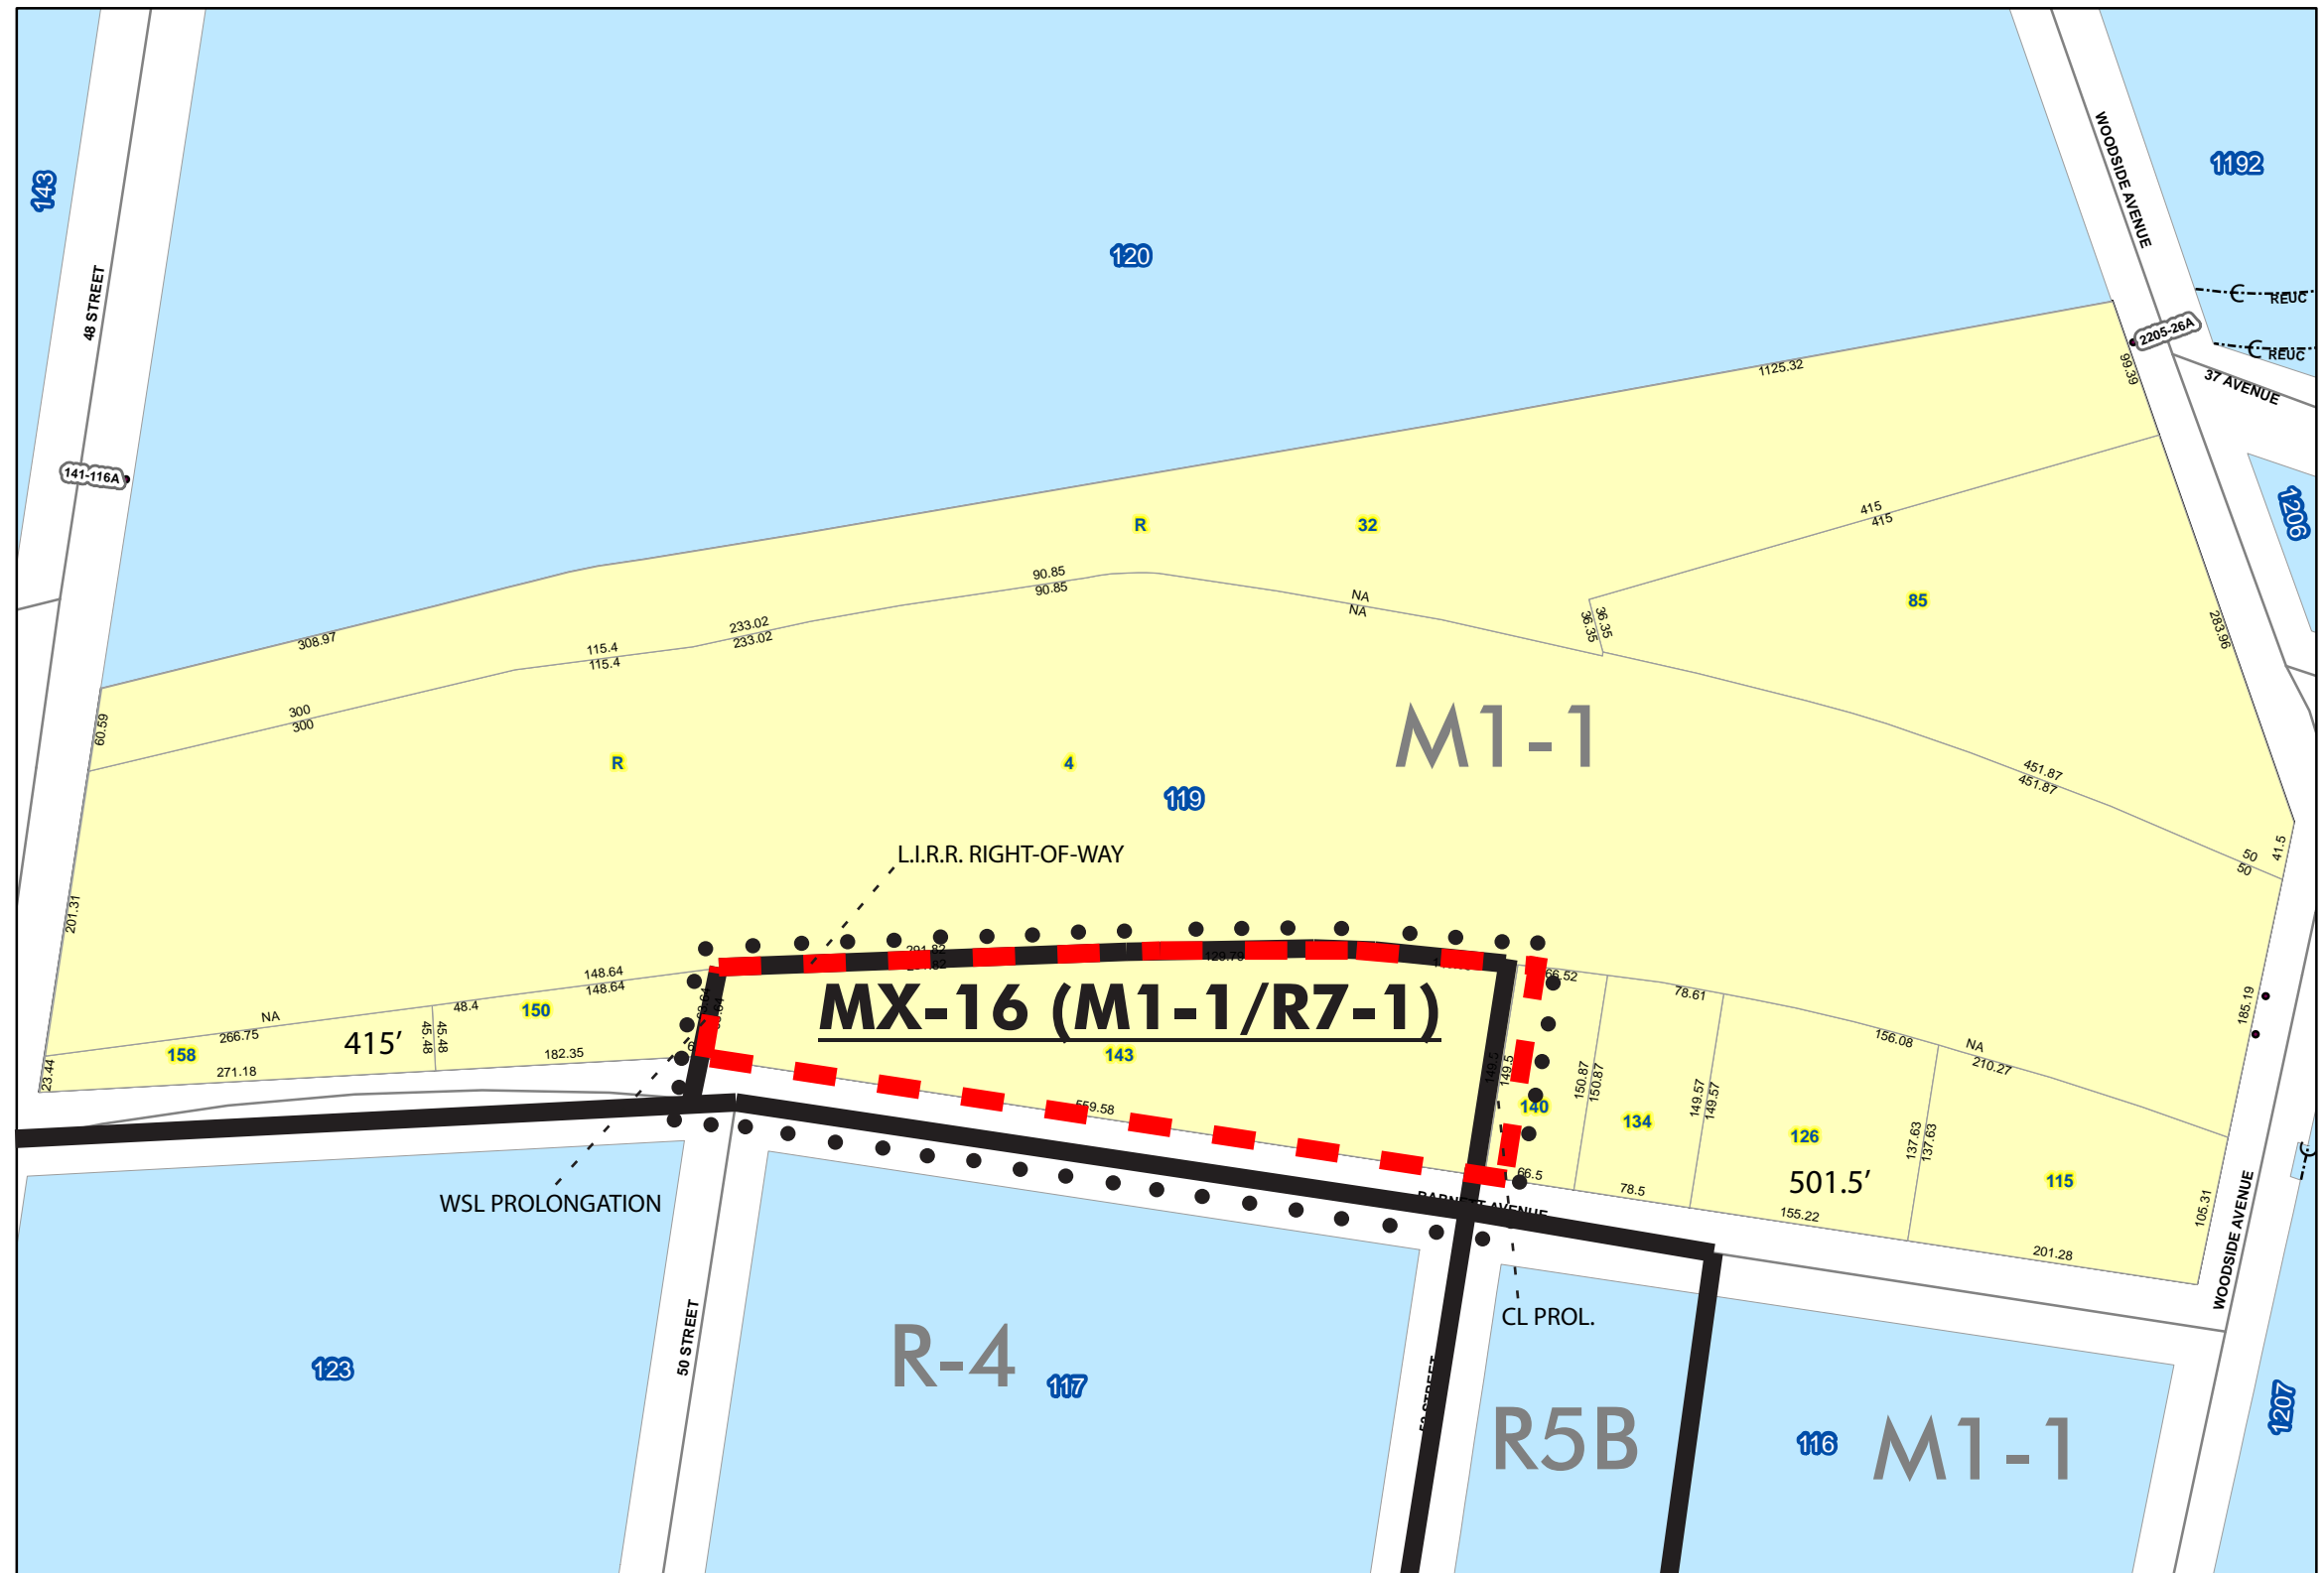 143
48 STREET
141-116A
120
WOODSIDE AVENUE
1192
C REUC
C REUC
2205-26A
37 AVENUE
1206
1125.32
99.39
R
32
415
415
85
283.96
308.97
90.85
90.85
NA
NA
36.35
36.35
233.02
233.02
115.4
115.4
60.59
300
300
M1-1
R
4
119
451.87
451.87
50
50
41.5
L.I.R.R. RIGHT-OF-WAY
201.31
291.82
129.79
148.64
148.64
66.52
78.61
185.19
MX-16 (M1-1/R7-1)
NA
48.4
150
266.75
415’
45.48
45.48
158
182.35
271.18
23.44
143
149.5
149.5
156.08
NA
210.27
150.87
150.87
149.57
149.57
140
134
126
137.63
137.63
559.58
66.5
78.5
501.5’
115
155.22
105.31
201.28
WSL PROLONGATION
BARNETT AVENUE
WOODSIDE AVENUE
C
CL PROL.
50 STREET
R-4
123
117
R5B
116
M1-1
1207